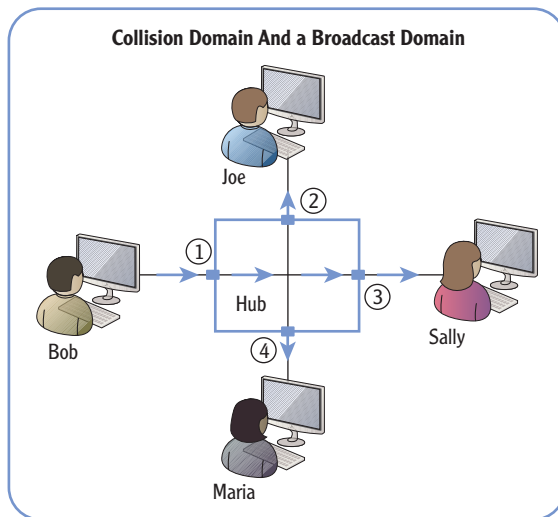 Collision Domain And a Broadcast Domain
Joe
②
①
Hub
③
Bob
Sally
④
Maria